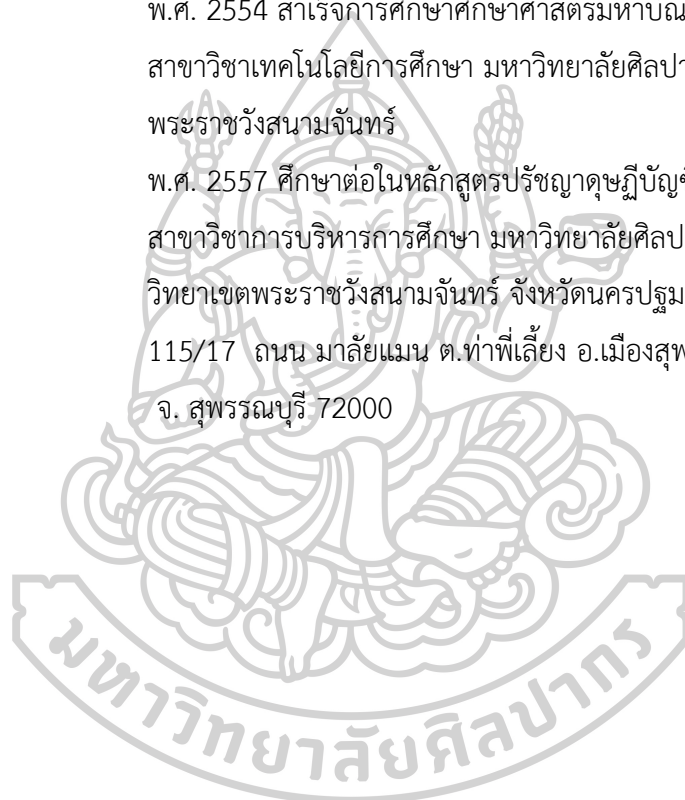 พ.ศ. 2554 สำเร็จการศึกษาศึกษาศาสตรมหาบัณ
สาขาวิชาเทคโนโลยีการศึกษา มหาวิทยาลัยศิลปา
พระราชวังสนามจันทร์
พ.ศ. 2557 ศึกษาต่อในหลักสูตรปรัชญาดุษฎีบัญ
สาขาวิชาการบริหารการศึกษา มหาวิทยาลัยศิลป
วิทยาเขตพระราชวังสนามจันทร์ จังหวัดนครปฐม
115/17 ถนน มาลัยแมน ต.ท่าพี่เลี้ยง อ.เมืองสุพ
จ. สุพรรณบุรี 72000
มหาวิทยาลัยศิลปากร